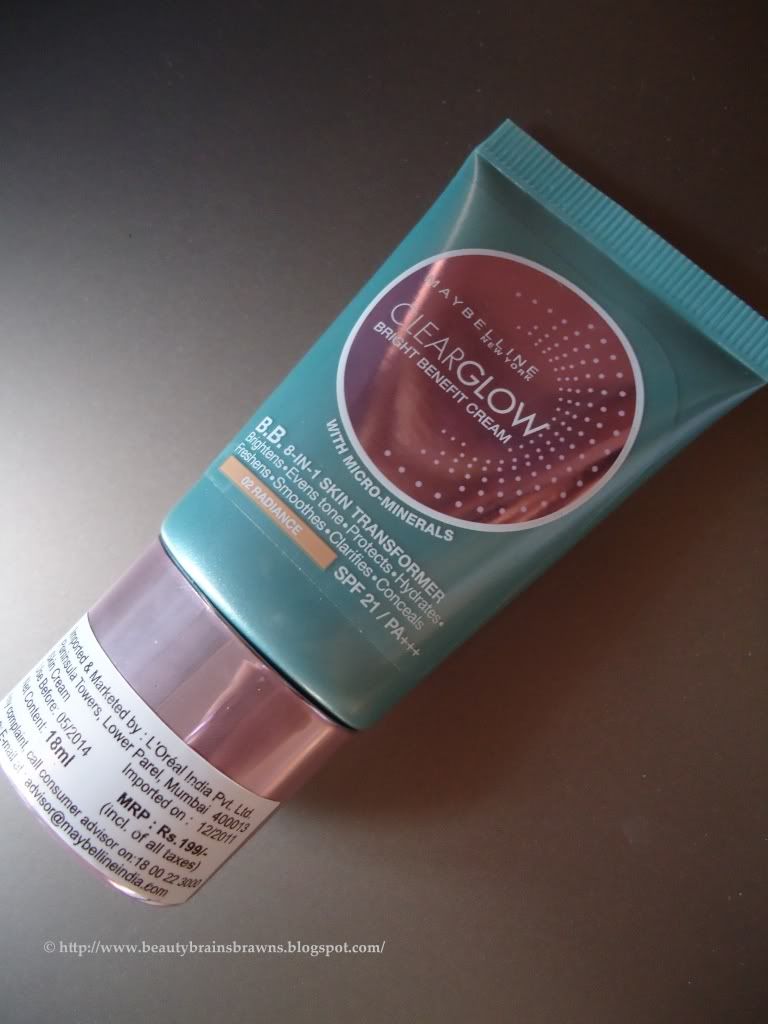 MAYBELLINE
NEW YORK
CLEARGLOW
BRIGHT BENEFIT CREAM
WITH MICRO-MINERALS
B.B. 8-IN-1 SKIN TRANSFORMER
Brightens•Evens tone•Protects•Hydrates•
Freshens•Smoothes•Clarifies•Conceals
02 RADIANCE
SPF 21 / PA+++
Imported & Marketed by : L'Oréal India Pvt. Ltd.
Peninsula Towers, Lower Parel, Mumbai 400013
Skin Cream Imported on : 12/2011
Before: 05/2014
Content: 18ml MRP : Rs.199/-
(incl. of all taxes)
complaint, call consumer advisor on:18 00 22 3000
advisor@maybellineindia.com
© http://www.beautybrainsbrawns.blogspot.com/